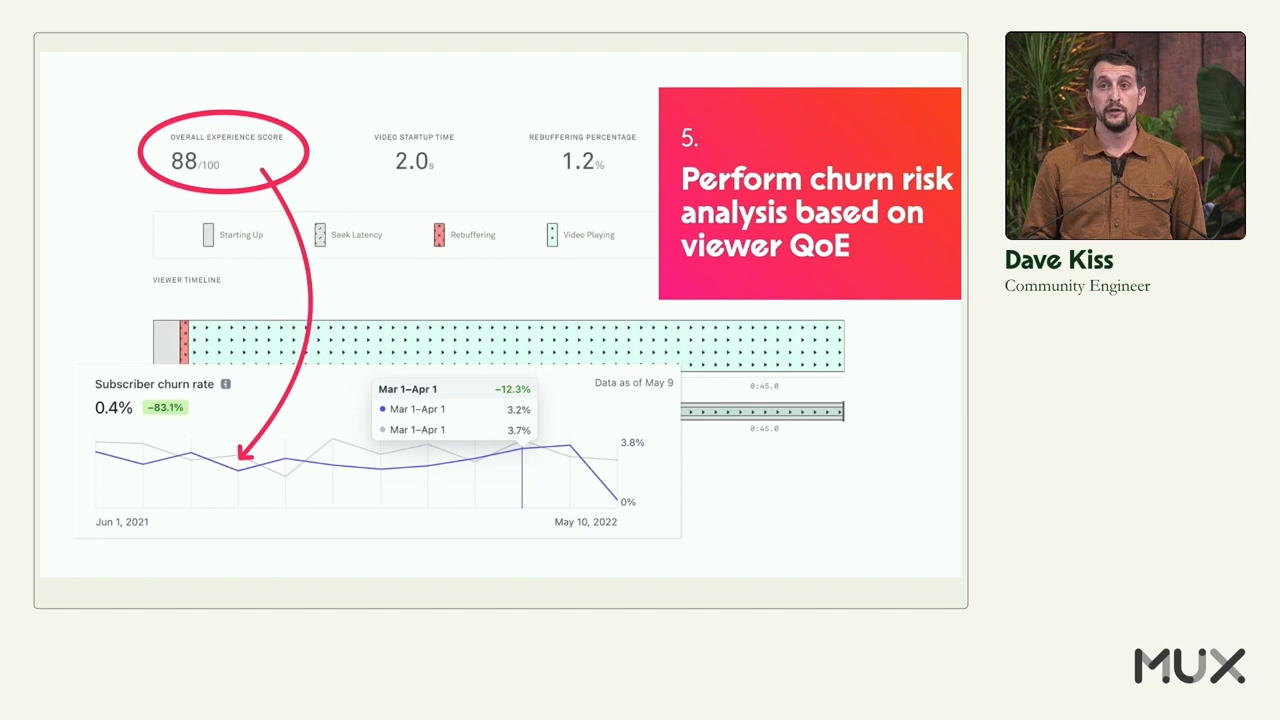 OVERALL EXPERIENCE SCORE
88/100
VIDEO STARTUP TIME
2.0s
REBUFFERING PERCENTAGE
1.2%
5.
Perform churn risk
analysis based on
viewer QoE
Starting Up
Seek Latency
Rebuffering
Video Playing
VIEWER TIMELINE
0:45.0
0:45.0
Subscriber churn rate
0.4% –83.1%
Mar 1–Apr 1 –12.3%
Mar 1–Apr 1 3.2%
Mar 1–Apr 1 3.7%
Data as of May 9
3.8%
0%
Jun 1, 2021
May 10, 2022
Dave Kiss
Community Engineer
MUX